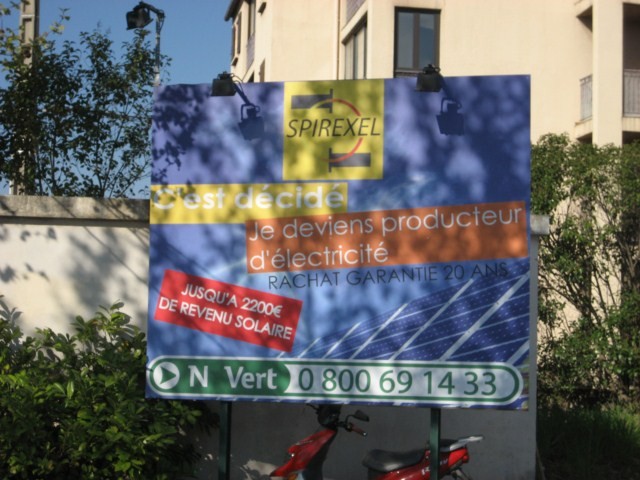 SPIREXEL
C'est décidé
Je deviens producteur
d'électricité
RACHAT GARANTIE 20 ANS
JUSQU'A 2200€
DE REVENU SOLAIRE
N Vert 0 800 69 14 33